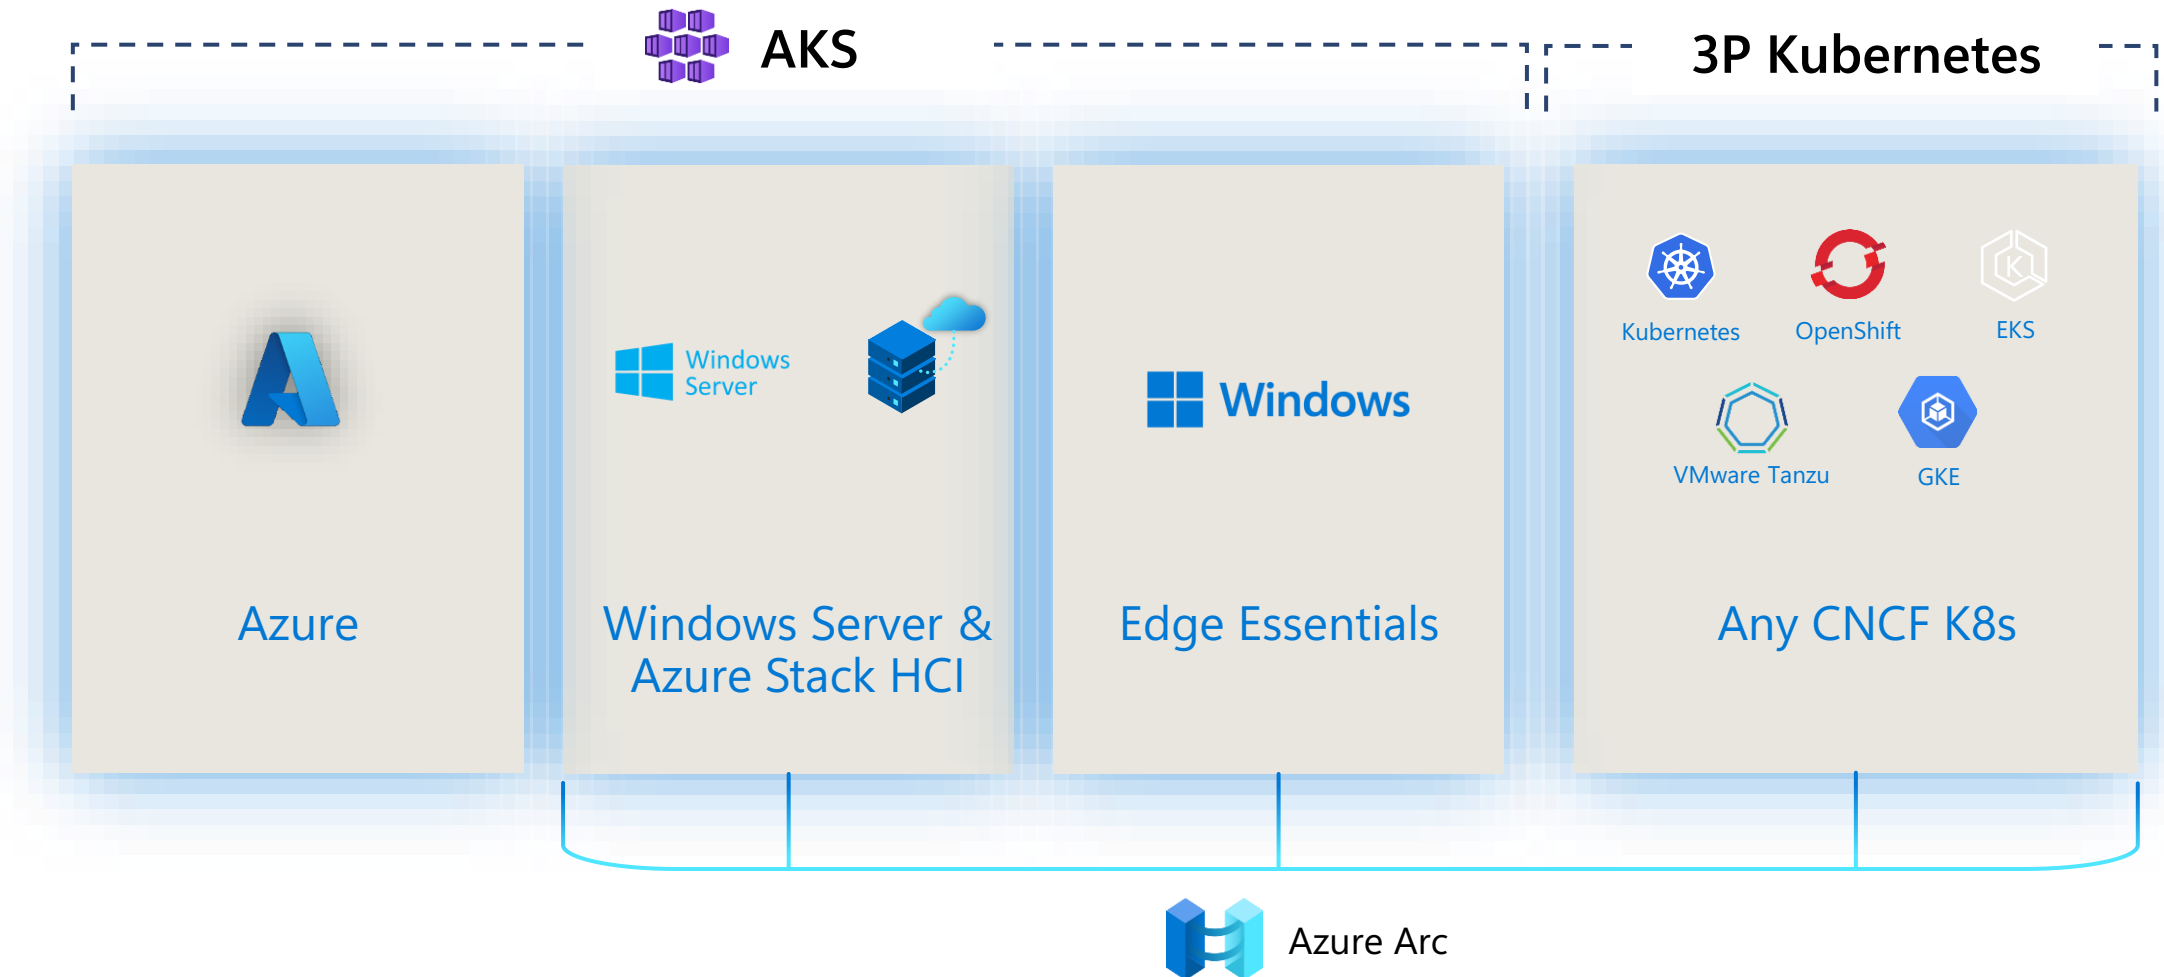 AKS
3P Kubernetes
Windows
Server
Windows
Kubernetes
OpenShift
K
EKS
VMware Tanzu
GKE
Azure
Windows Server &
Azure Stack HCI
Edge Essentials
Any CNCF K8s
Azure Arc